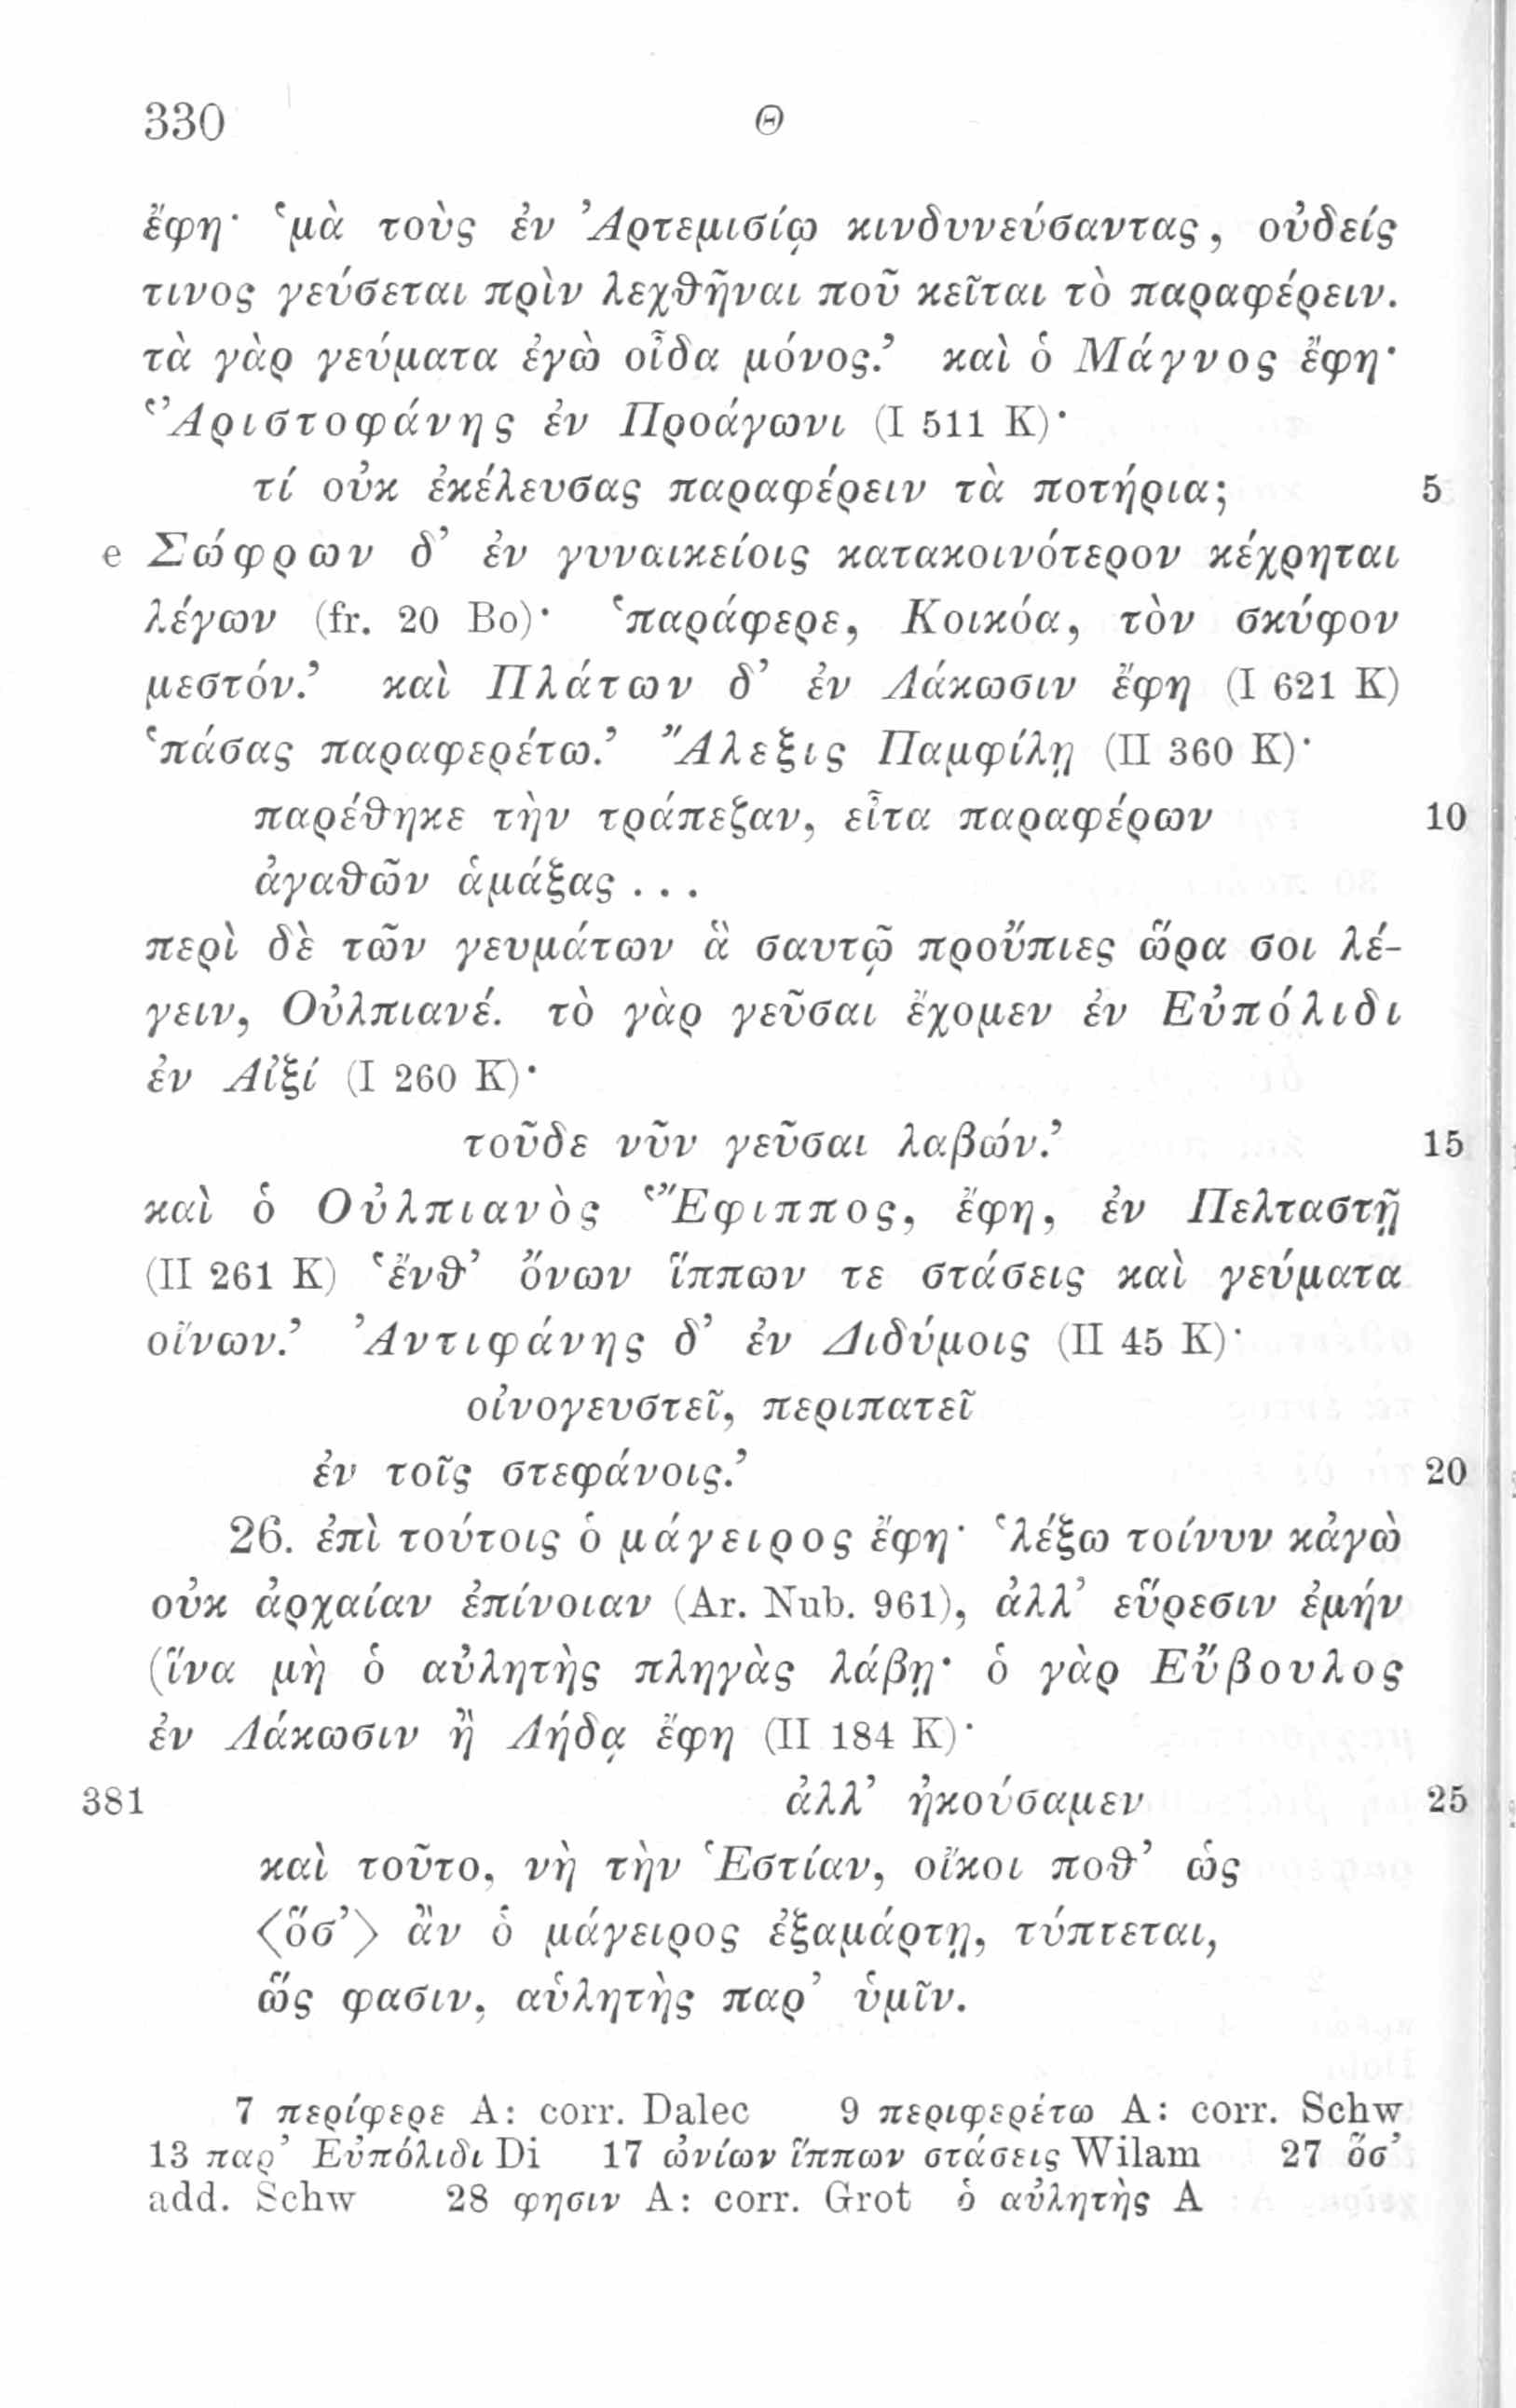 330 Θ
ἔφη· ʽμὰ τοὺς ἐν Ἀρτεμισίῳ κινδυνεύσαντας, οὐδείς
τινος γεύσεται πρὶν λεχθῆναι ποῦ κεῖται τὸ παραφέρειν.
τὰ γὰρ γεύματα ἐγὼ οἶδα μόνος.’ καὶ ὁ Μάγνος ἔφη·
ʽἈριστοφάνης ἐν Προάγωνι (I 511 K)·
τί οὐκ ἐκέλευσας παραφέρειν τὰ ποτήρια; 5
e Σώφρων δ’ ἐν γυναικείοις κατακοινότερον κέχρηται
λέγων (fr. 20 Bo)· ʽπαράφερε, Κοικόα, τὸν σκύφον
μεστόν.’ καὶ Πλάτων δ’ ἐν Λάκωσιν ἔφη (I 621 K)
ʽπάσας παραφερέτω.’ Ἄλεξις Παμφίλῃ (II 360 K)·
παρέθηκε τὴν τράπεζαν, εἶτα παραφέρων 10
ἀγαθῶν ἁμάξας ...
περὶ δὲ τῶν γευμάτων ἃ σαυτῷ προὔπιες ὥρα σοι λέ-
γειν, Οὐλπιανέ. τὸ γὰρ γεῦσαι ἔχομεν ἐν Εὐπόλιδι
ἐν Αἰξί (I 260 K)·
τοῦδε νῦν γεῦσαι λαβών.’ 15
καὶ ὁ Οὐλπιανὸς ʽἜφιππος, ἔφη, ἐν Πελταστῇ
(II 261 K) ʽἔνθ’ ὄνων ἵππων τε στάσεις καὶ γεύματα
οἴνων.’ Ἀντιφάνης δ’ ἐν Διδύμοις (II 45 K)·
οἰνογευστεῖ, περιπατεῖ
ἐν τοῖς στεφάνοις.’ 20
26. ἐπὶ τούτοις ὁ μάγειρος ἔφη· ʽλέξω τοίνυν κἀγὼ
οὐκ ἀρχαίαν ἐπίνοιαν (Ar. Nub. 961), ἀλλ’ εὕρεσιν ἐμήν
(ἵνα μὴ ὁ αὐλητὴς πληγὰς λάβῃ· ὁ γὰρ Εὔβουλος
ἐν Λάκωσιν ἢ Λήδᾳ ἔφη (II 184 K)·
381 ἀλλ’ ἠκούσαμεν 25
καὶ τοῦτο, νὴ τὴν Ἑστίαν, οἴκοι ποθ’ ὡς
⟨ὅσ’⟩ ἂν ὁ μάγειρος ἐξαμάρτῃ, τύπτεται,
ὥς φασιν, αὑλητὴς παρ’ ὑμῖν.
7 περίφερε A: corr. Dalec 9 περιφερέτω A: corr. Schw
13 παρ’ Εὐπόλιδι Di 17 ὠνίων ἵππων στάσεις Wilam 27 ὅσ’
add. Schw 28 φησιν A: corr. Grot ὁ αὐλητὴς A